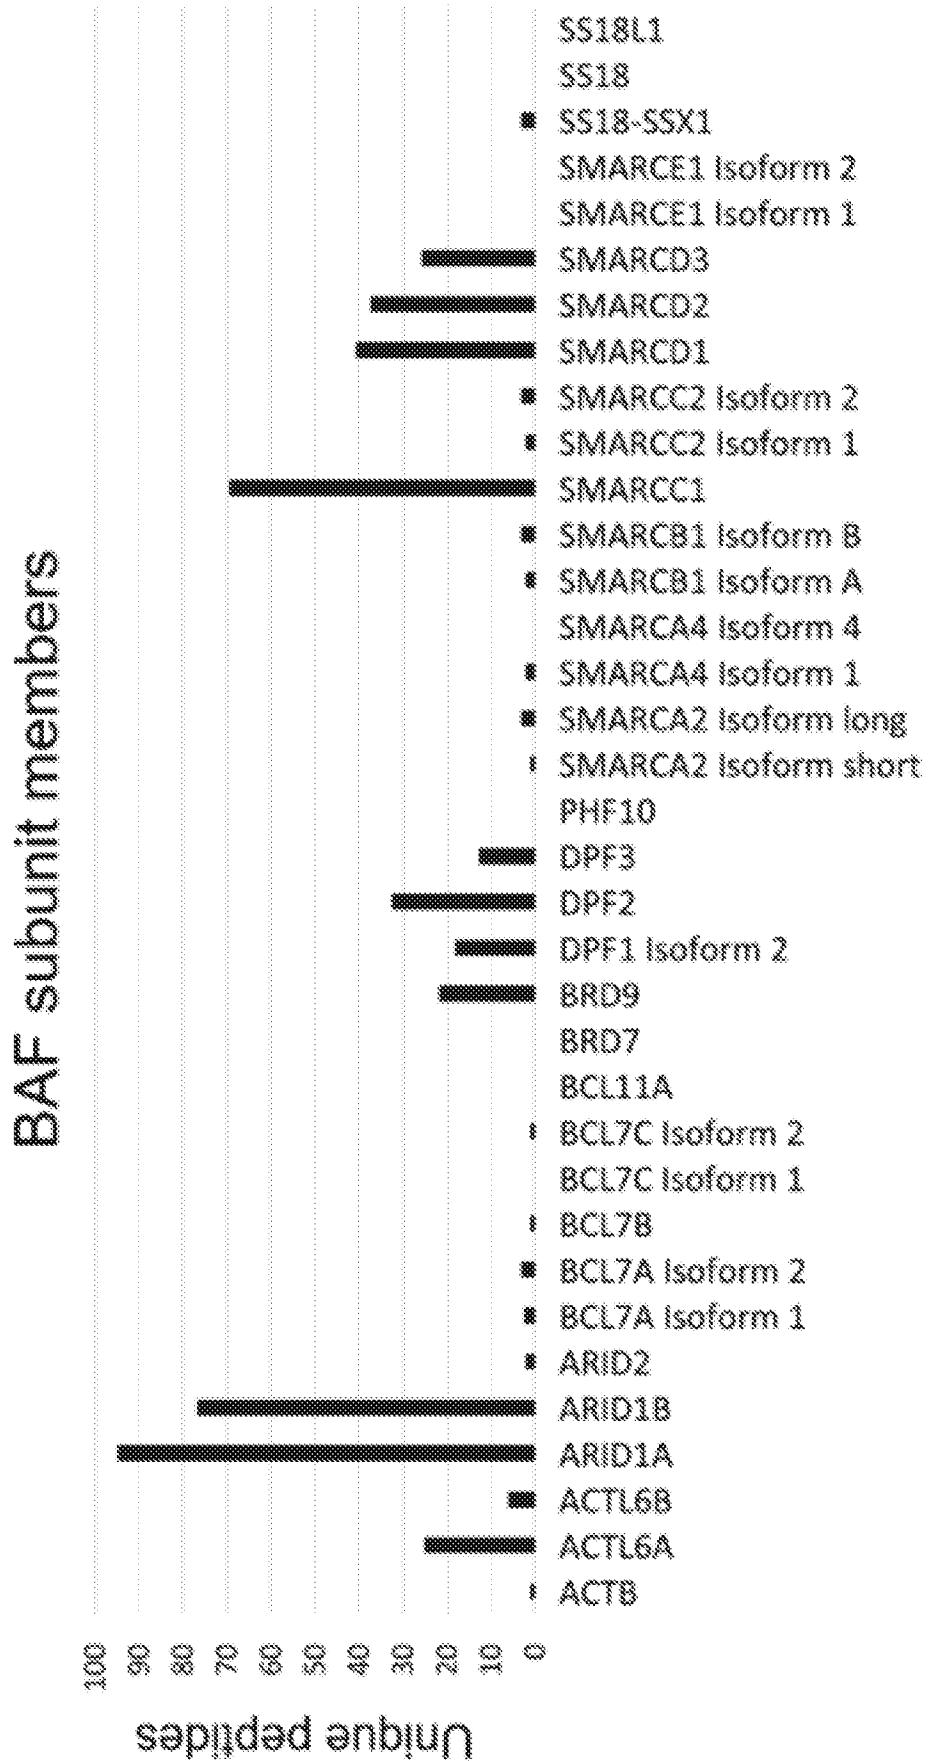 BAF subunit members
Unique peptides
100
90
80
70
60
50
40
30
20
10
0
SS18L1
SS18
SS18-SSX1
SMARCE1 Isoform 2
SMARCE1 Isoform 1
SMARCD3
SMARCD2
SMARCD1
SMARCC2 Isoform 2
SMARCC2 Isoform 1
SMARCC1
SMARCB1 Isoform B
SMARCB1 Isoform A
SMARCA4 Isoform 4
SMARCA4 Isoform 1
SMARCA2 Isoform long
SMARCA2 Isoform short
PHF10
DPF3
DPF2
DPF1 Isoform 2
BRD9
BRD7
BCL11A
BCL7C Isoform 2
BCL7C Isoform 1
BCL7B
BCL7A Isoform 2
BCL7A Isoform 1
ARID2
ARID1B
ARID1A
ACTL6B
ACTL6A
ACTB